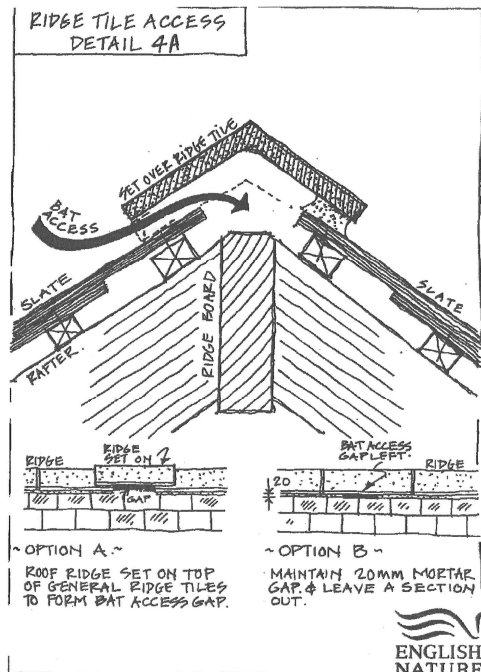 RIDGE TILE ACCESS
DETAIL 4A
SET OVER RIDGE TILE
BAT
ACCESS
SLATE
SLATE
RAFTER
RIDGE BOARD
RIDGE
RIDGE
SET ON
GAP
BAT ACCESS
GAP LEFT
RIDGE
20
~ OPTION A ~
ROOF RIDGE SET ON TOP
OF GENERAL RIDGE TILES
TO FORM BAT ACCESS GAP.
~ OPTION B ~
MAINTAIN 20mm MORTAR
GAP & LEAVE A SECTION
OUT.
ENGLISH
NATURE